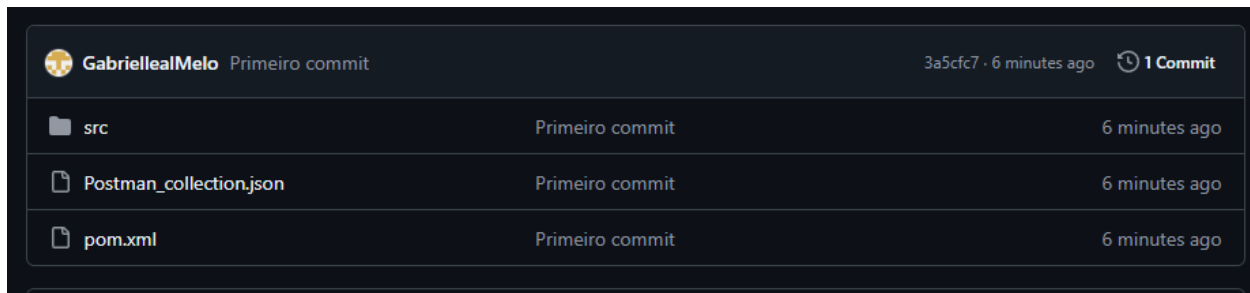 GabriellealMelo Primeiro commit 3a5cfc7 · 6 minutes ago 1 Commit
src Primeiro commit 6 minutes ago
Postman_collection.json Primeiro commit 6 minutes ago
pom.xml Primeiro commit 6 minutes ago